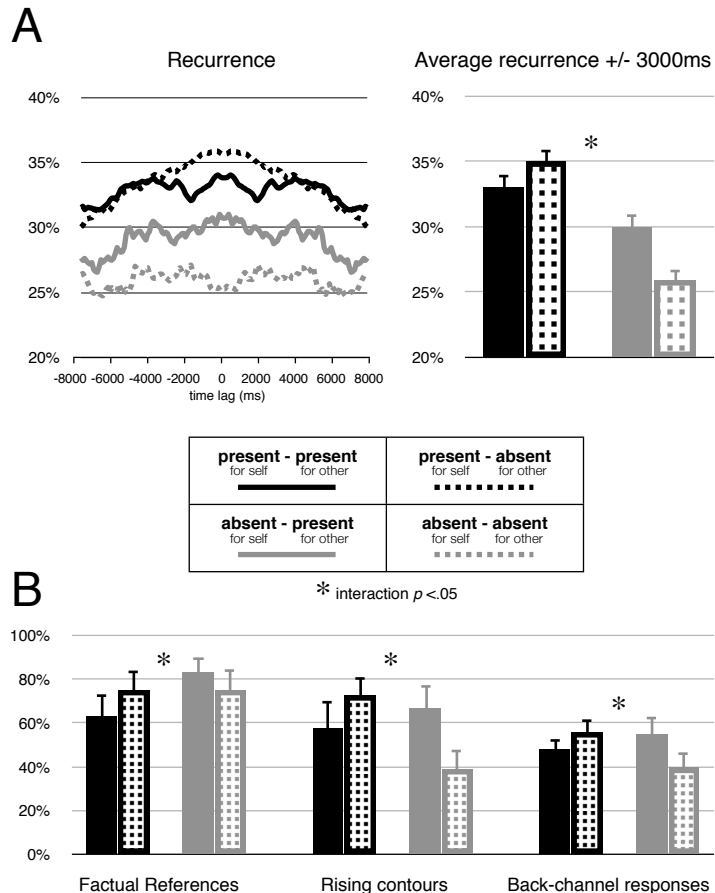 A
Recurrence
Average recurrence +/- 3000ms
40%
35%
30%
25%
20%
-8000 -6000 -4000 -2000 0 2000 4000 6000 8000
time lag (ms)
40%
35%
30%
25%
20%
*
present - present
for self for other
present - absent
for self for other
absent - present
for self for other
absent - absent
for self for other
* interaction p <.05
B
100%
80%
60%
40%
20%
0%
* * *
Factual References Rising contours Back-channel responses